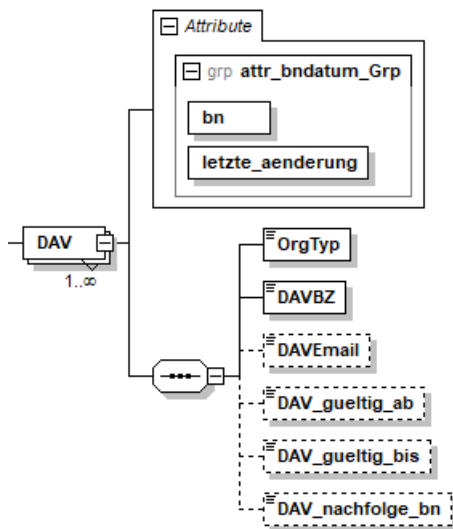 Attribute
grp attr_bndatum_Grp
bn
letzte_aenderung
DAV
1..∞
OrgTyp
DAVBZ
DAVEmail
DAV_gueltig_ab
DAV_gueltig_bis
DAV_nachfolge_bn